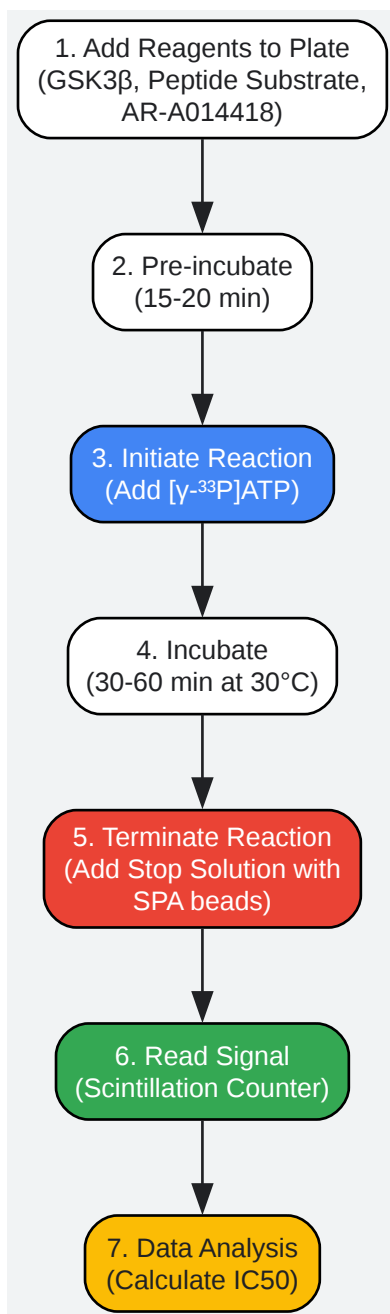 1. Add Reagents to Plate
(GSK3β, Peptide Substrate,
AR-A014418)
2. Pre-incubate
(15-20 min)
3. Initiate Reaction
(Add [γ-³³P]ATP)
4. Incubate
(30-60 min at 30°C)
5. Terminate Reaction
(Add Stop Solution with
SPA beads)
6. Read Signal
(Scintillation Counter)
7. Data Analysis
(Calculate IC50)